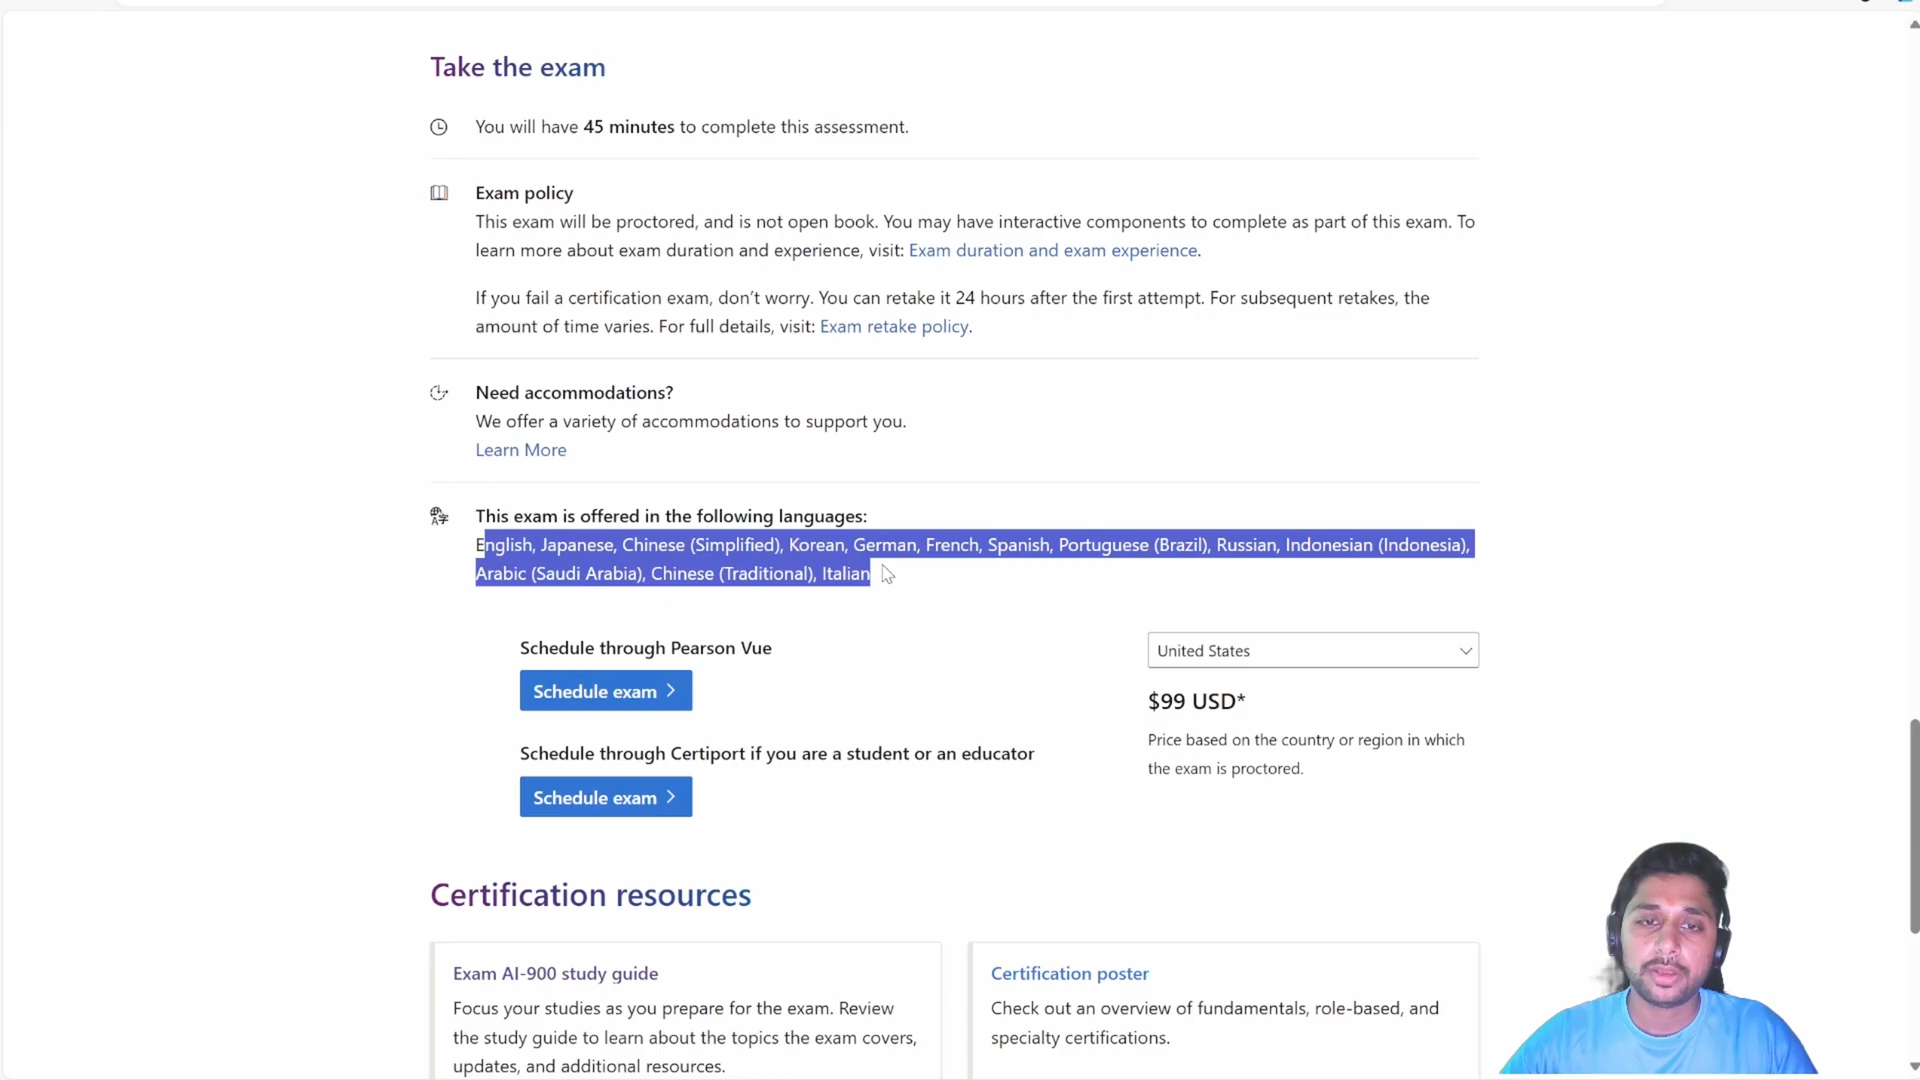 Take the exam
You will have 45 minutes to complete this assessment.
Exam policy
This exam will be proctored, and is not open book. You may have interactive components to complete as part of this exam. To
learn more about exam duration and experience, visit: Exam duration and exam experience.
If you fail a certification exam, don’t worry. You can retake it 24 hours after the first attempt. For subsequent retakes, the
amount of time varies. For full details, visit: Exam retake policy.
Need accommodations?
We offer a variety of accommodations to support you.
Learn More
This exam is offered in the following languages:
English, Japanese, Chinese (Simplified), Korean, German, French, Spanish, Portuguese (Brazil), Russian, Indonesian (Indonesia),
Arabic (Saudi Arabia), Chinese (Traditional), Italian
Schedule through Pearson Vue
Schedule exam
Schedule through Certiport if you are a student or an educator
Schedule exam
United States
$99 USD*
Price based on the country or region in which
the exam is proctored.
Certification resources
Exam AI-900 study guide
Focus your studies as you prepare for the exam. Review
the study guide to learn about the topics the exam covers,
updates, and additional resources.
Certification poster
Check out an overview of fundamentals, role-based, and
specialty certifications.